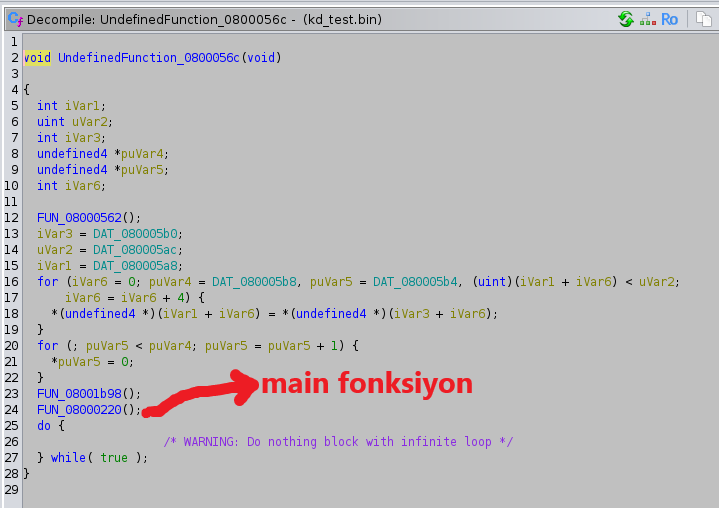 Decompile: UndefinedFunction_0800056c - (kd_test.bin)
Ro
1
2 void UndefinedFunction_0800056c(void)
3
4 {
5 int iVar1;
6 uint uVar2;
7 int iVar3;
8 undefined4 *puVar4;
9 undefined4 *puVar5;
10 int iVar6;
11
12 FUN_08000562();
13 iVar3 = DAT_080005b0;
14 uVar2 = DAT_080005ac;
15 iVar1 = DAT_080005a8;
16 for (iVar6 = 0; puVar4 = DAT_080005b8, puVar5 = DAT_080005b4, (uint)(iVar1 + iVar6) < uVar2;
17 iVar6 = iVar6 + 4) {
18 *(undefined4 *)(iVar1 + iVar6) = *(undefined4 *)(iVar3 + iVar6);
19 }
20 for (; puVar5 < puVar4; puVar5 = puVar5 + 1) {
21 *puVar5 = 0;
22 }
23 FUN_08001b98();
24 FUN_08000220();
main fonksiyon
25 do {
26 /* WARNING: Do nothing block with infinite loop */
27 } while( true );
28 }
29